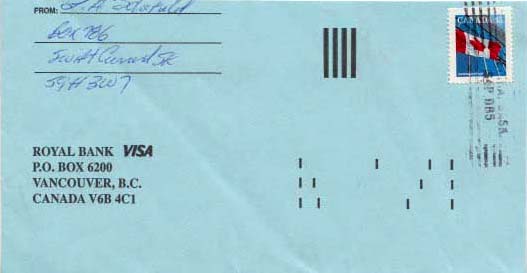 FROM:
Box 786
Swift Current SK
S9H 3W7
CANADA
ROYAL BANK VISA
P.O. BOX 6200
VANCOUVER, B.C.
CANADA V6B 4C1